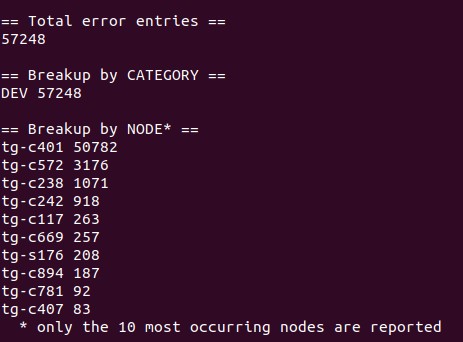 == Total error entries ==
57248
== Breakup by CATEGORY ==
DEV 57248
== Breakup by NODE* ==
tg-c401 50782
tg-c572 3176
tg-c238 1071
tg-c242 918
tg-c117 263
tg-c669 257
tg-s176 208
tg-c894 187
tg-c781 92
tg-c407 83
* only the 10 most occurring nodes are reported